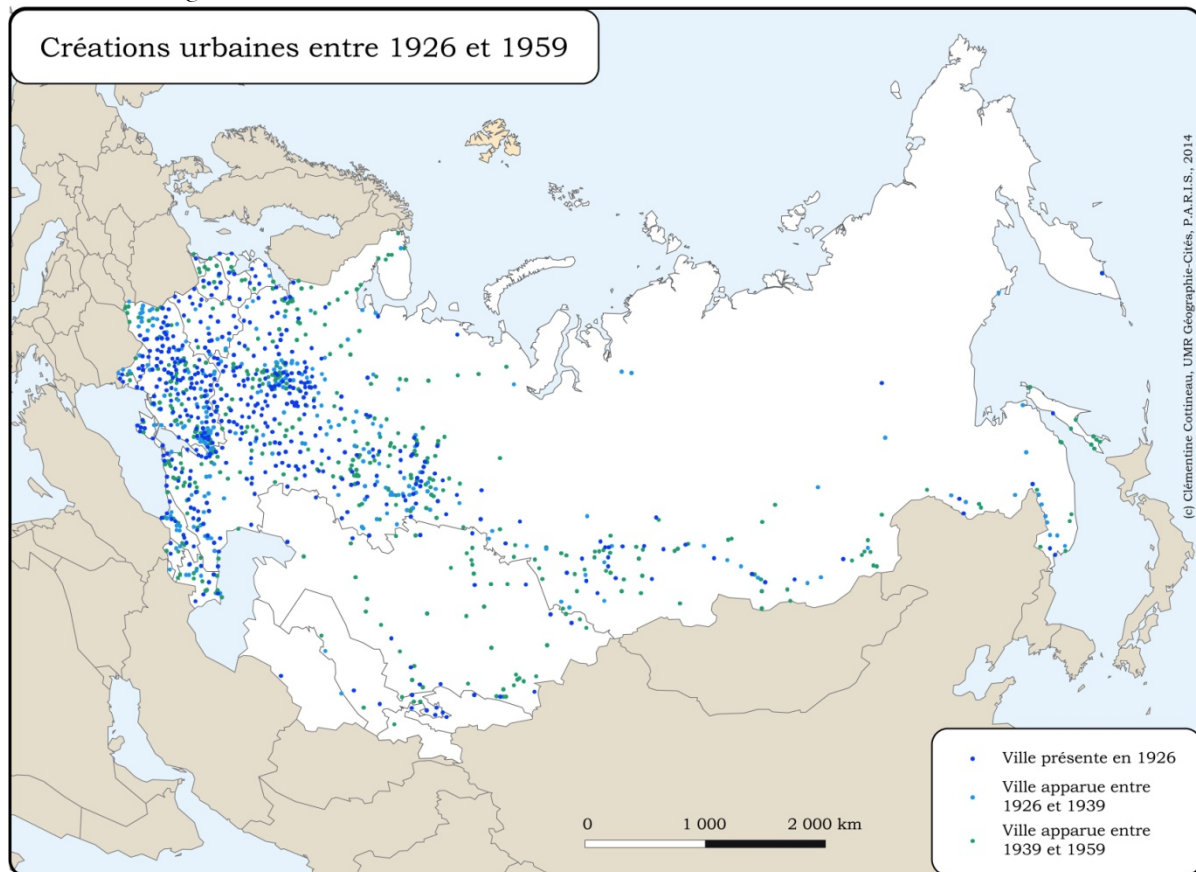 Créations urbaines entre 1926 et 1959
(c) Clémentine Cottineau, UMR Géographie-Cités, P.A.R.I.S., 2014
Ville présente en 1926
Ville apparue entre
1926 et 1939
Ville apparue entre
1939 et 1959
0 1 000 2 000 km